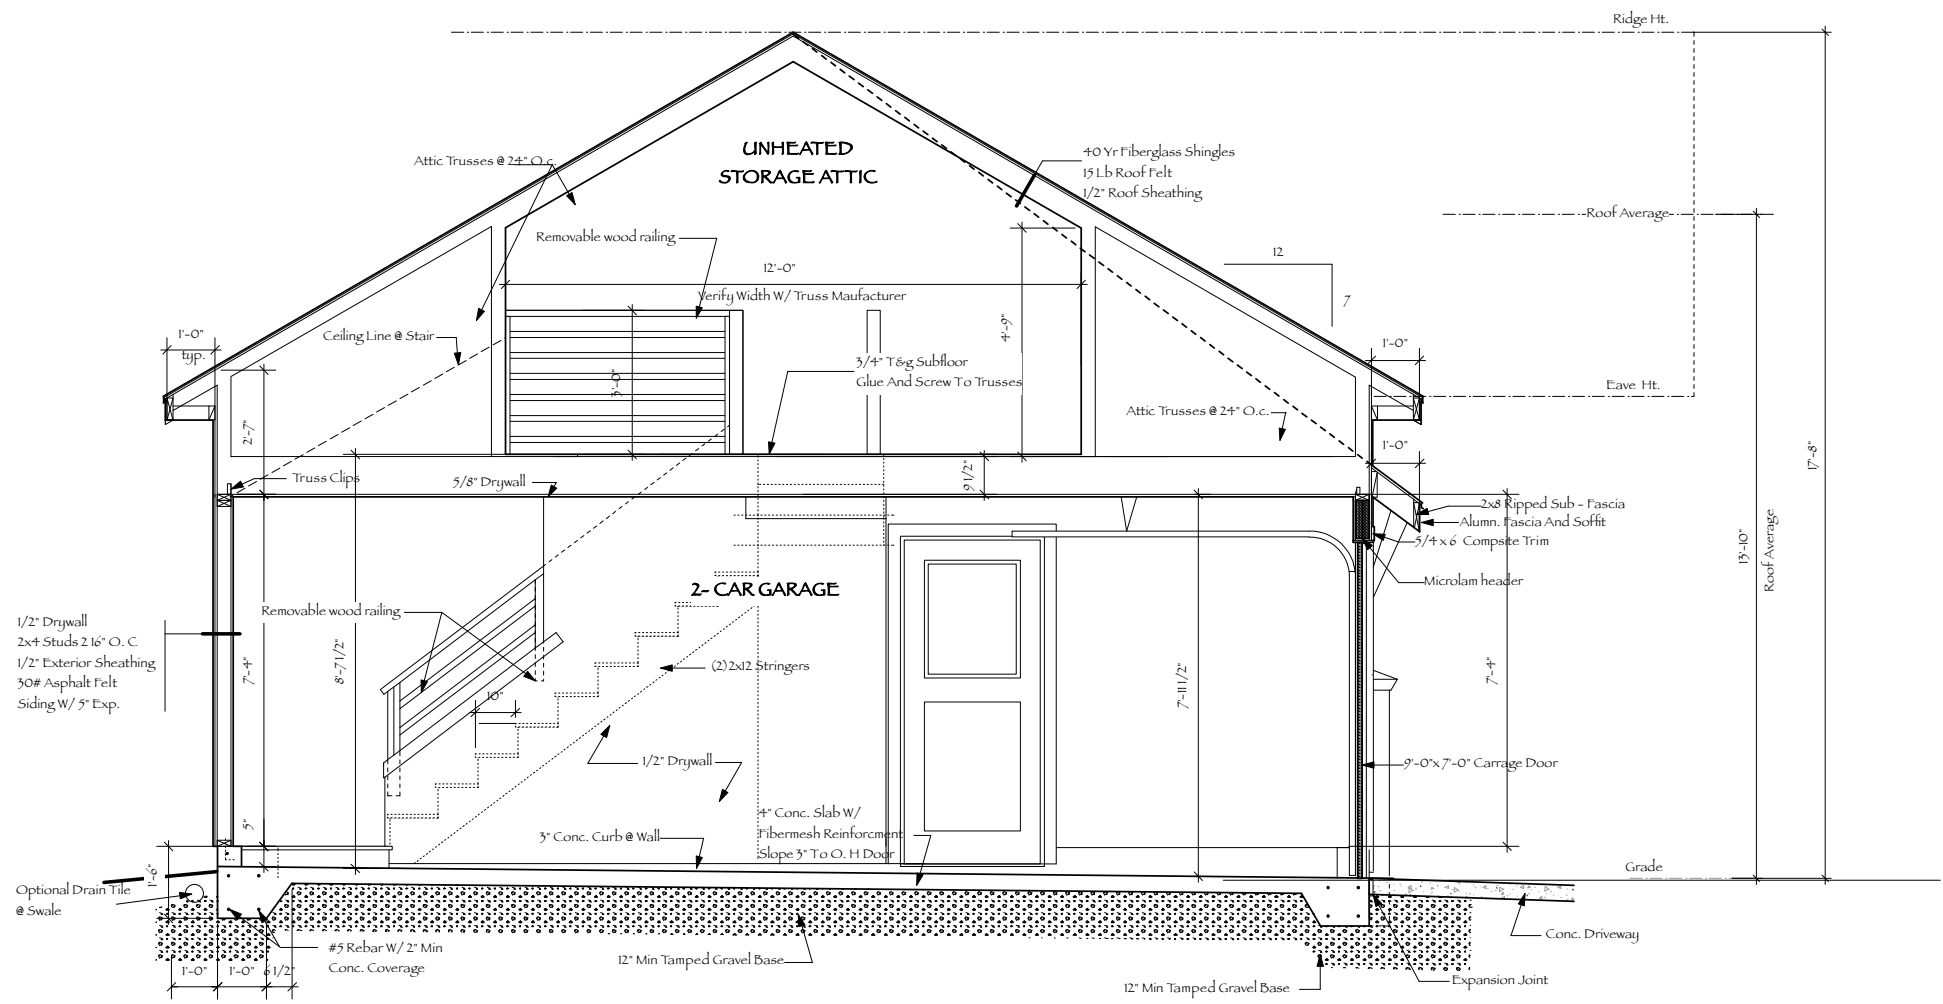 Ridge Ht.
UNHEATED
STORAGE ATTIC
Attic Trusses @ 24" O.c.
40 Yr Fiberglass Shingles
15 Lb Roof Felt
1/2" Roof Sheathing
Roof Average
Removable wood railing
12
7
12'-0"
Verify Width W/ Truss Maufacturer
1'-0"
typ.
Ceiling Line @ Stair
4'-9"
1'-0"
3/4" T&g Subfloor
Glue And Screw To Trusses
3'-0"
Eave Ht.
Attic Trusses @ 24" O.c.
2'-7"
1'-0"
17'-8"
Truss Clips
5/8" Drywall
9 1/2"
2x8 Ripped Sub - Fascia
Alumn. Fascia And Soffit
5/4 x 6 Compsite Trim
13'-10"
Roof Average
Microlam header
2- CAR GARAGE
Removable wood railing
1/2" Drywall
2x4 Studs 2 16" O. C
1/2" Exterior Sheathing
30# Asphalt Felt
Siding W/ 5" Exp.
7'-4"
8'-7 1/2"
(2) 2x12 Stringers
7'-11 1/2"
7'-4"
10"
1/2" Drywall
9'-0"x 7'-0" Carrage Door
5"
3" Conc. Curb @ Wall
4" Conc. Slab W/
Fibermesh Reinforcment
Slope 3" To O. H Door
Grade
1'-6"
Optional Drain Tile
@ Swale
Conc. Driveway
#5 Rebar W/ 2" Min
Conc. Coverage
12" Min Tamped Gravel Base
1'-0"
1'-0"
6 1/2"
12" Min Tamped Gravel Base
Expansion Joint